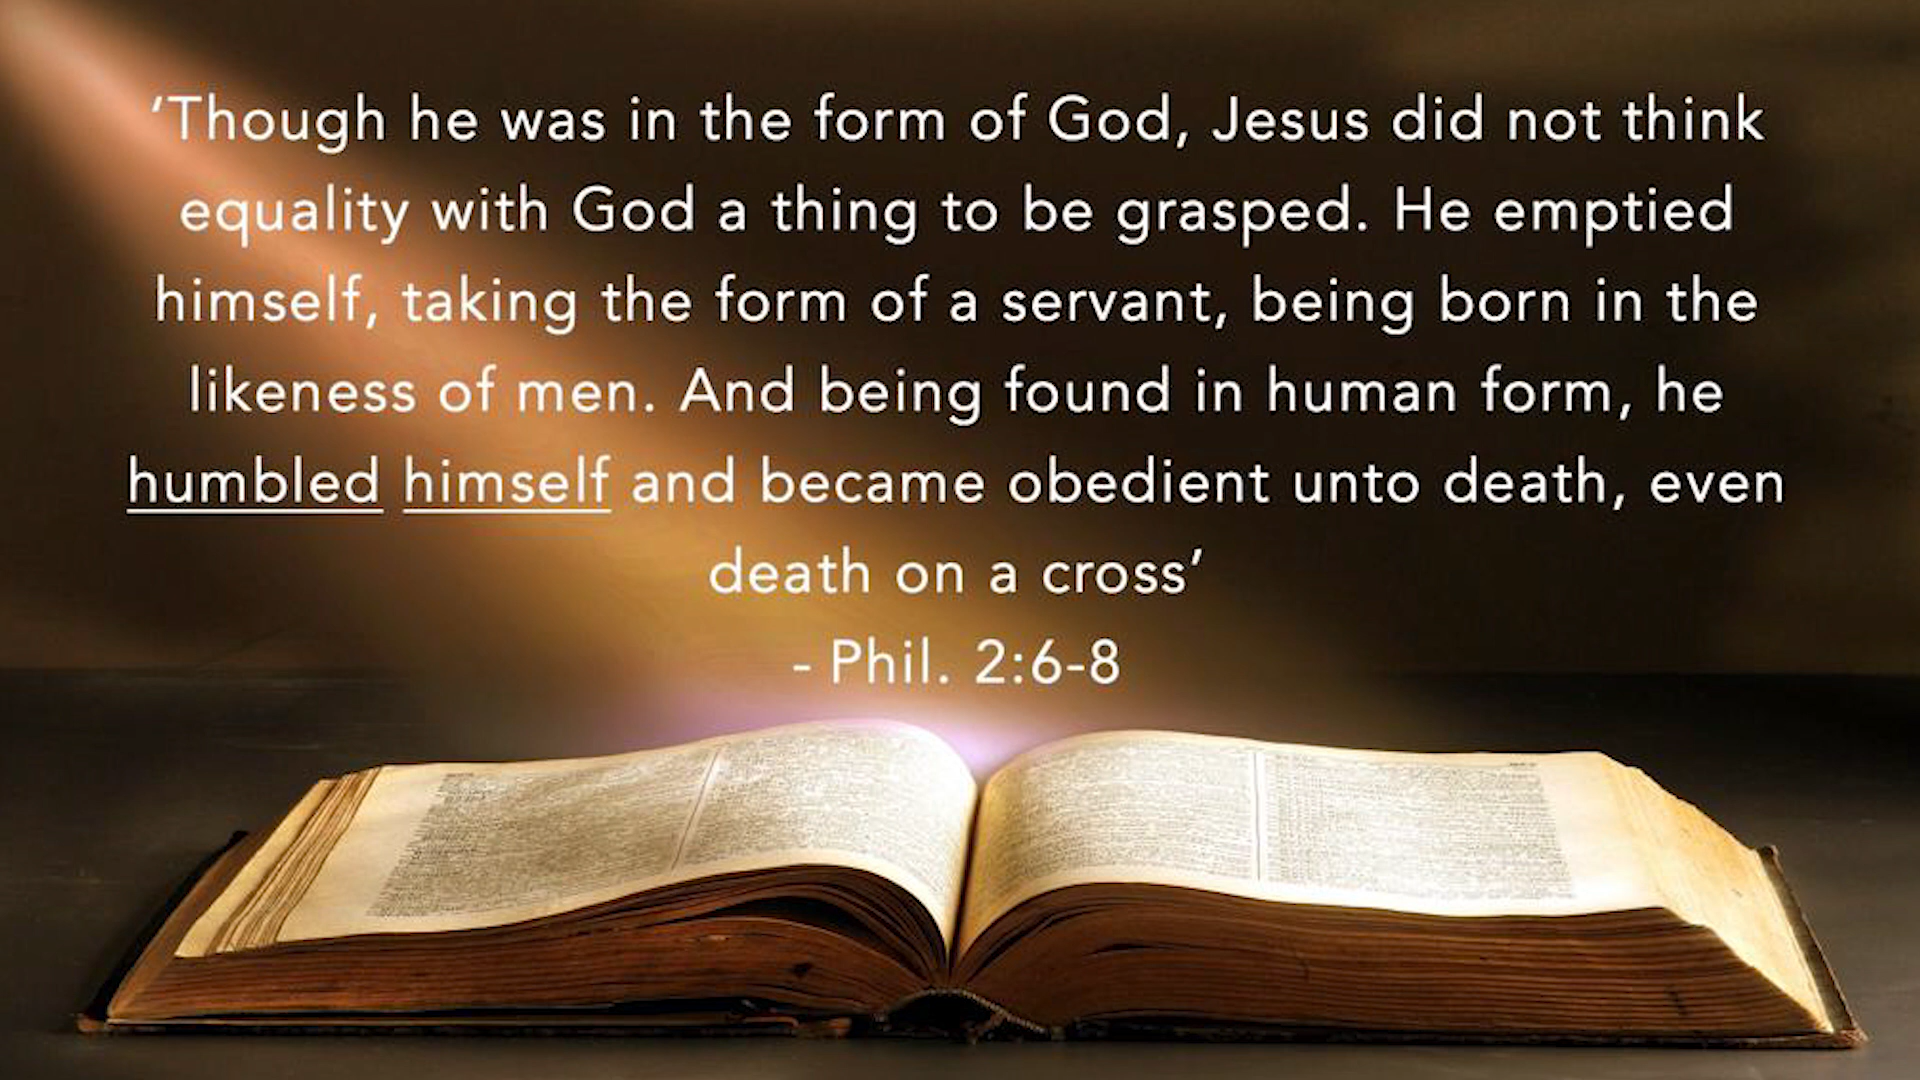 ‘Though he was in the form of God, Jesus did not think
equality with God a thing to be grasped. He emptied
himself, taking the form of a servant, being born in the
likeness of men. And being found in human form, he
humbled himself and became obedient unto death, even
death on a cross’
- Phil. 2:6-8